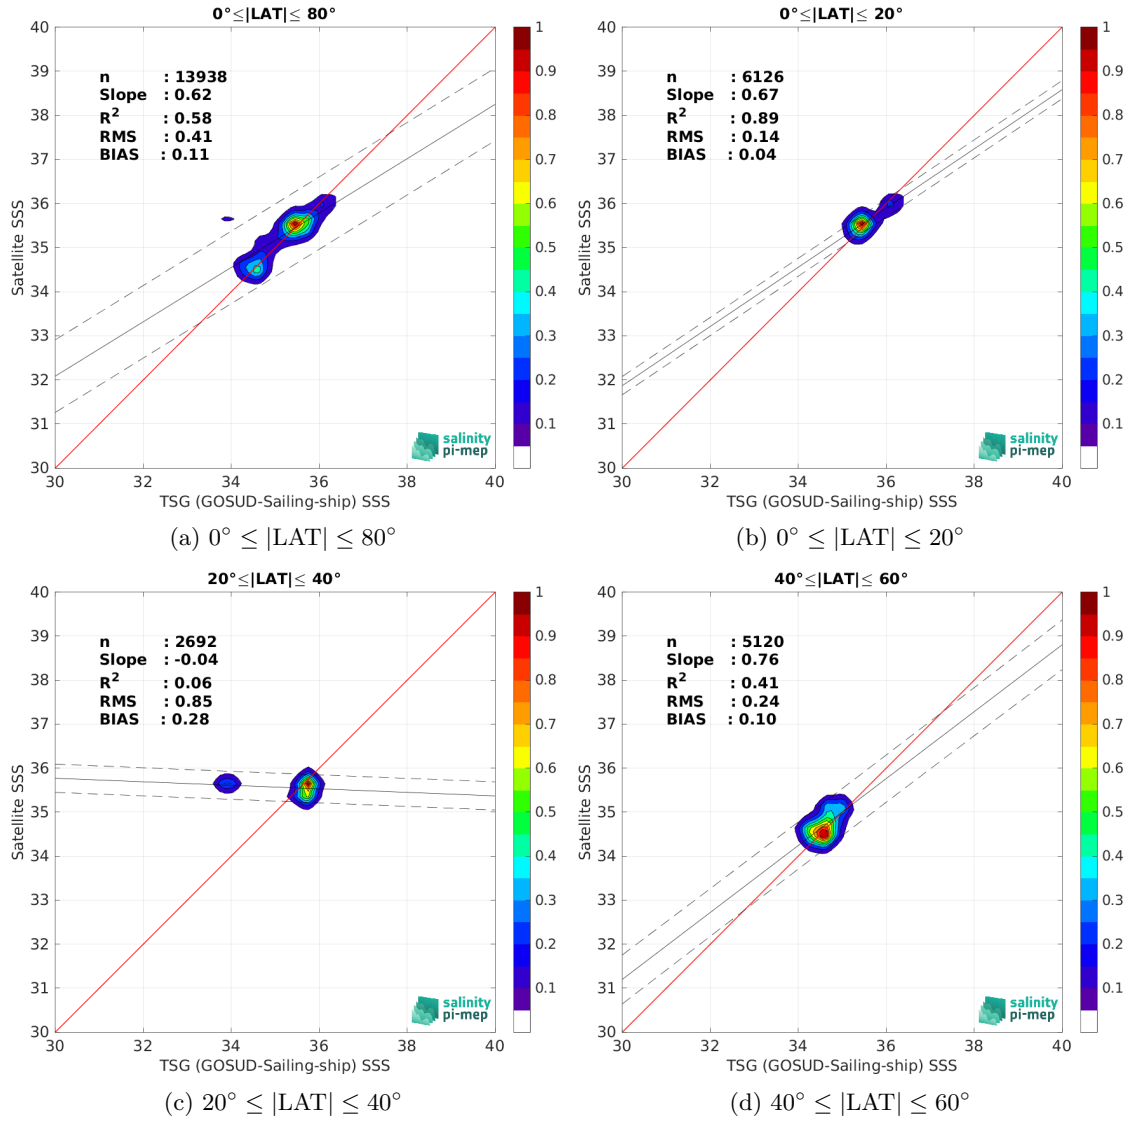 0°≤|LAT|≤ 80°
40
39
38
37
36
35
34
33
32
31
30
Satellite SSS
n : 13938
Slope : 0.62
R² : 0.58
RMS : 0.41
BIAS : 0.11
salinity
pi-mep
30 32 34 36 38 40
TSG (GOSUD-Sailing-ship) SSS
1
0.9
0.8
0.7
0.6
0.5
0.4
0.3
0.2
0.1
(a) 0° ≤ |LAT| ≤ 80°
0°≤|LAT|≤ 20°
40
39
38
37
36
35
34
33
32
31
30
Satellite SSS
n : 6126
Slope : 0.67
R² : 0.89
RMS : 0.14
BIAS : 0.04
salinity
pi-mep
30 32 34 36 38 40
TSG (GOSUD-Sailing-ship) SSS
1
0.9
0.8
0.7
0.6
0.5
0.4
0.3
0.2
0.1
(b) 0° ≤ |LAT| ≤ 20°
20°≤|LAT|≤ 40°
40
39
38
37
36
35
34
33
32
31
30
Satellite SSS
n : 2692
Slope : -0.04
R² : 0.06
RMS : 0.85
BIAS : 0.28
salinity
pi-mep
30 32 34 36 38 40
TSG (GOSUD-Sailing-ship) SSS
1
0.9
0.8
0.7
0.6
0.5
0.4
0.3
0.2
0.1
(c) 20° ≤ |LAT| ≤ 40°
40°≤|LAT|≤ 60°
40
39
38
37
36
35
34
33
32
31
30
Satellite SSS
n : 5120
Slope : 0.76
R² : 0.41
RMS : 0.24
BIAS : 0.10
salinity
pi-mep
30 32 34 36 38 40
TSG (GOSUD-Sailing-ship) SSS
1
0.9
0.8
0.7
0.6
0.5
0.4
0.3
0.2
0.1
(d) 40° ≤ |LAT| ≤ 60°